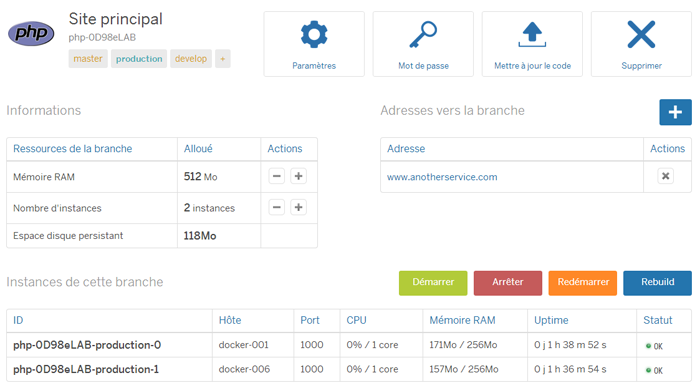 php
Site principal
php-0D98eLAB
master production develop +
Paramètres
Mot de passe
Mettre à jour le code
Supprimer
Informations
Ressources de la branche Alloué Actions
Mémoire RAM 512 Mo
Nombre d'instances 2 instances
Espace disque persistant 118Mo
Adresses vers la branche
Adresse Actions
www.anotherservice.com
Instances de cette branche
Démarrer Arrêter Redémarrer Rebuild
ID Hôte Port CPU Mémoire RAM Uptime Statut
php-0D98eLAB-production-0 docker-001 1000 0% / 1 core 171Mo / 256Mo 0 j 1 h 38 m 52 s OK
php-0D98eLAB-production-1 docker-006 1000 0% / 1 core 157Mo / 256Mo 0 j 1 h 36 m 54 s OK